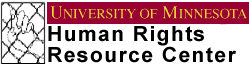 UNIVERSITY OF MINNESOTA
Human Rights
Resource Center